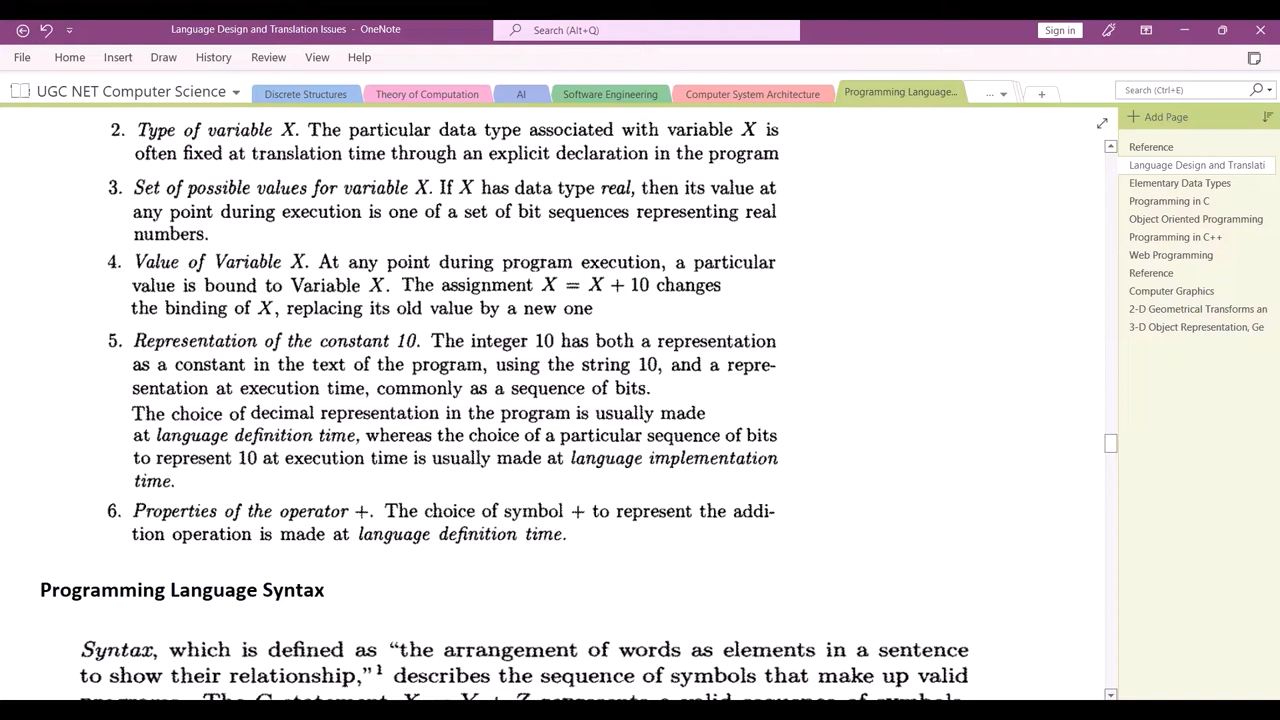 Language Design and Translation Issues - OneNote
Search (Alt+Q)
Sign in
File Home Insert Draw History Review View Help
UGC NET Computer Science
Discrete Structures
Theory of Computation
AI
Software Engineering
Computer System Architecture
Programming Language...
...
Search (Ctrl+E)
Add Page
Reference
Language Design and Translati
Elementary Data Types
Programming in C
Object Oriented Programming
Programming in C++
Web Programming
Reference
Computer Graphics
2-D Geometrical Transforms an
3-D Object Representation, Ge
2. Type of variable X. The particular data type associated with variable X is
often fixed at translation time through an explicit declaration in the program
3. Set of possible values for variable X. If X has data type real, then its value at
any point during execution is one of a set of bit sequences representing real
numbers.
4. Value of Variable X. At any point during program execution, a particular
value is bound to Variable X. The assignment X = X + 10 changes
the binding of X, replacing its old value by a new one
5. Representation of the constant 10. The integer 10 has both a representation
as a constant in the text of the program, using the string 10, and a repre-
sentation at execution time, commonly as a sequence of bits.
The choice of decimal representation in the program is usually made
at language definition time, whereas the choice of a particular sequence of bits
to represent 10 at execution time is usually made at language implementation
time.
6. Properties of the operator +. The choice of symbol + to represent the addi-
tion operation is made at language definition time.
Programming Language Syntax
Syntax, which is defined as "the arrangement of words as elements in a sentence
to show their relationship,"1 describes the sequence of symbols that make up valid
programs. The C statement X = Y + Z represents a valid sequence of symbols,